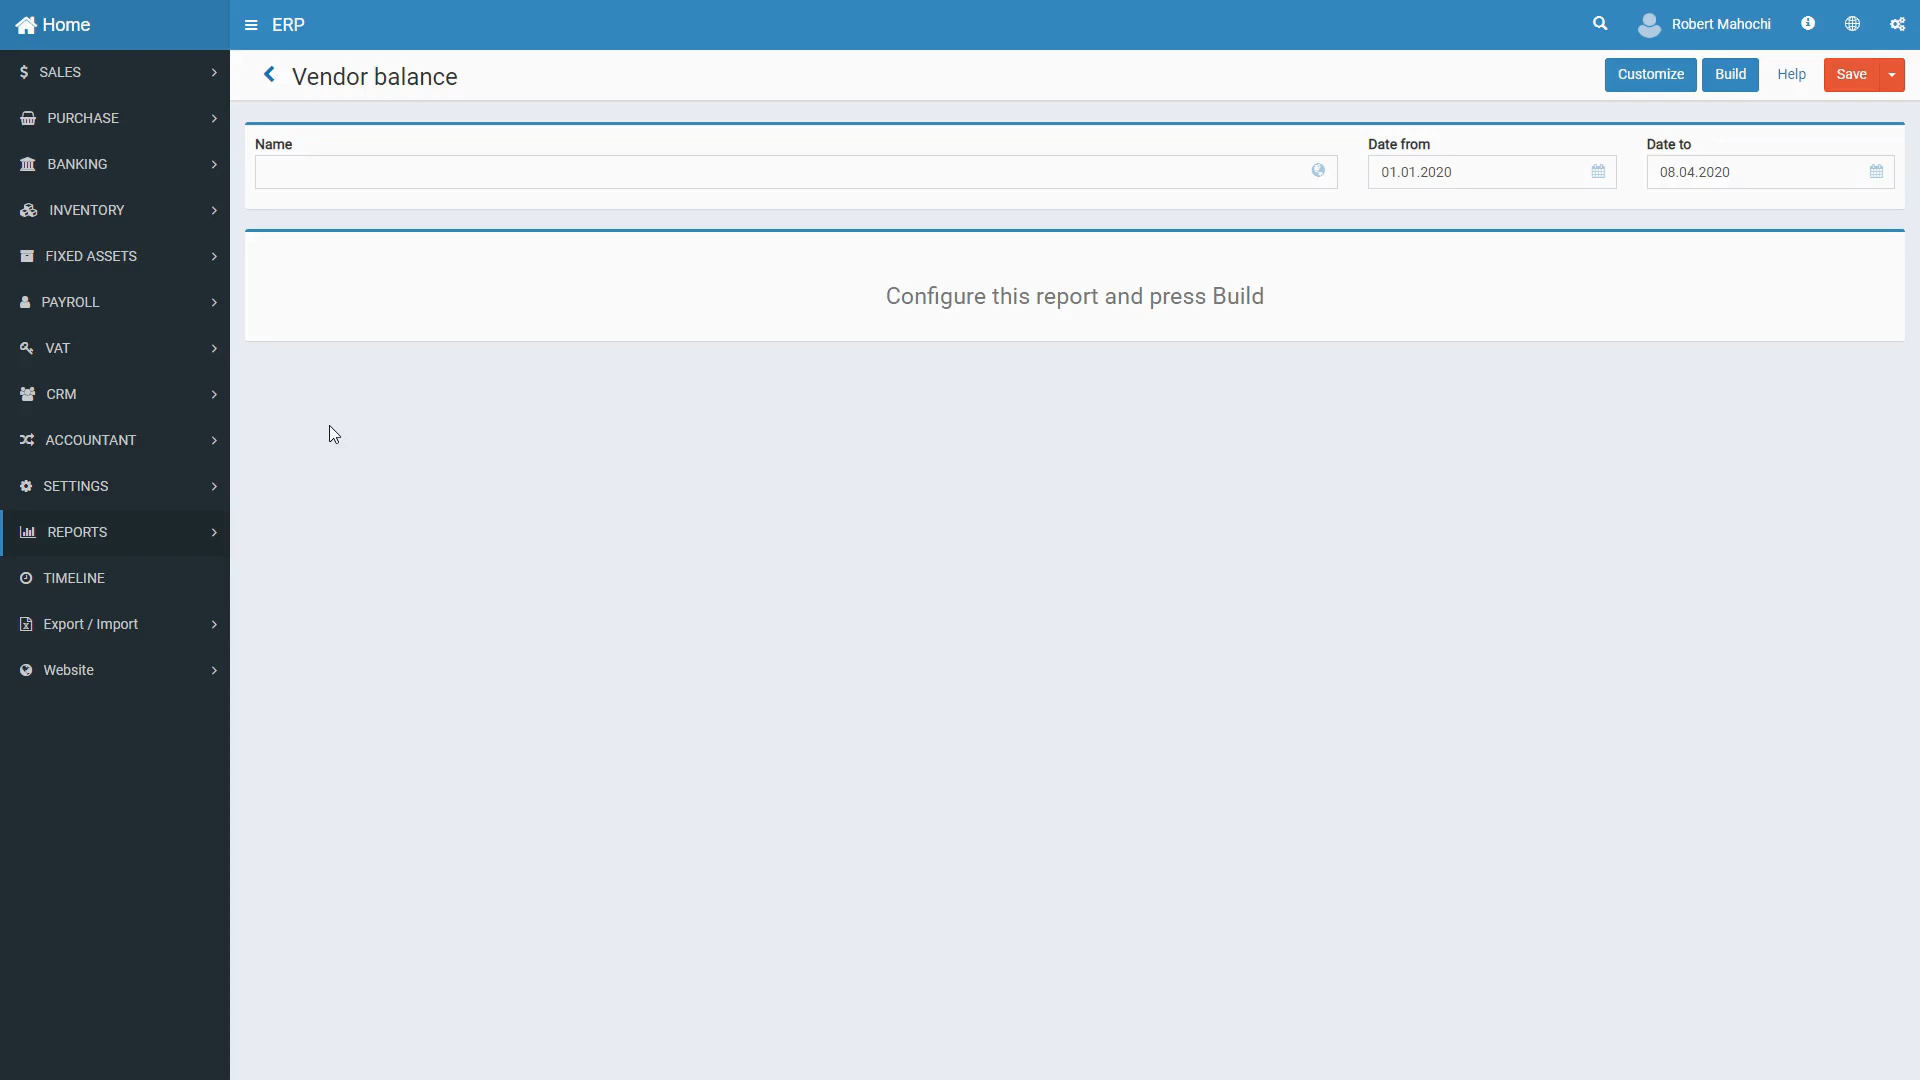 Home
ERP
Robert Mahochi
SALES
PURCHASE
BANKING
INVENTORY
FIXED ASSETS
PAYROLL
VAT
CRM
ACCOUNTANT
SETTINGS
REPORTS
TIMELINE
Export / Import
Website
Vendor balance
Customize
Build
Help
Save
Name
Date from
Date to
01.01.2020
08.04.2020
Configure this report and press Build